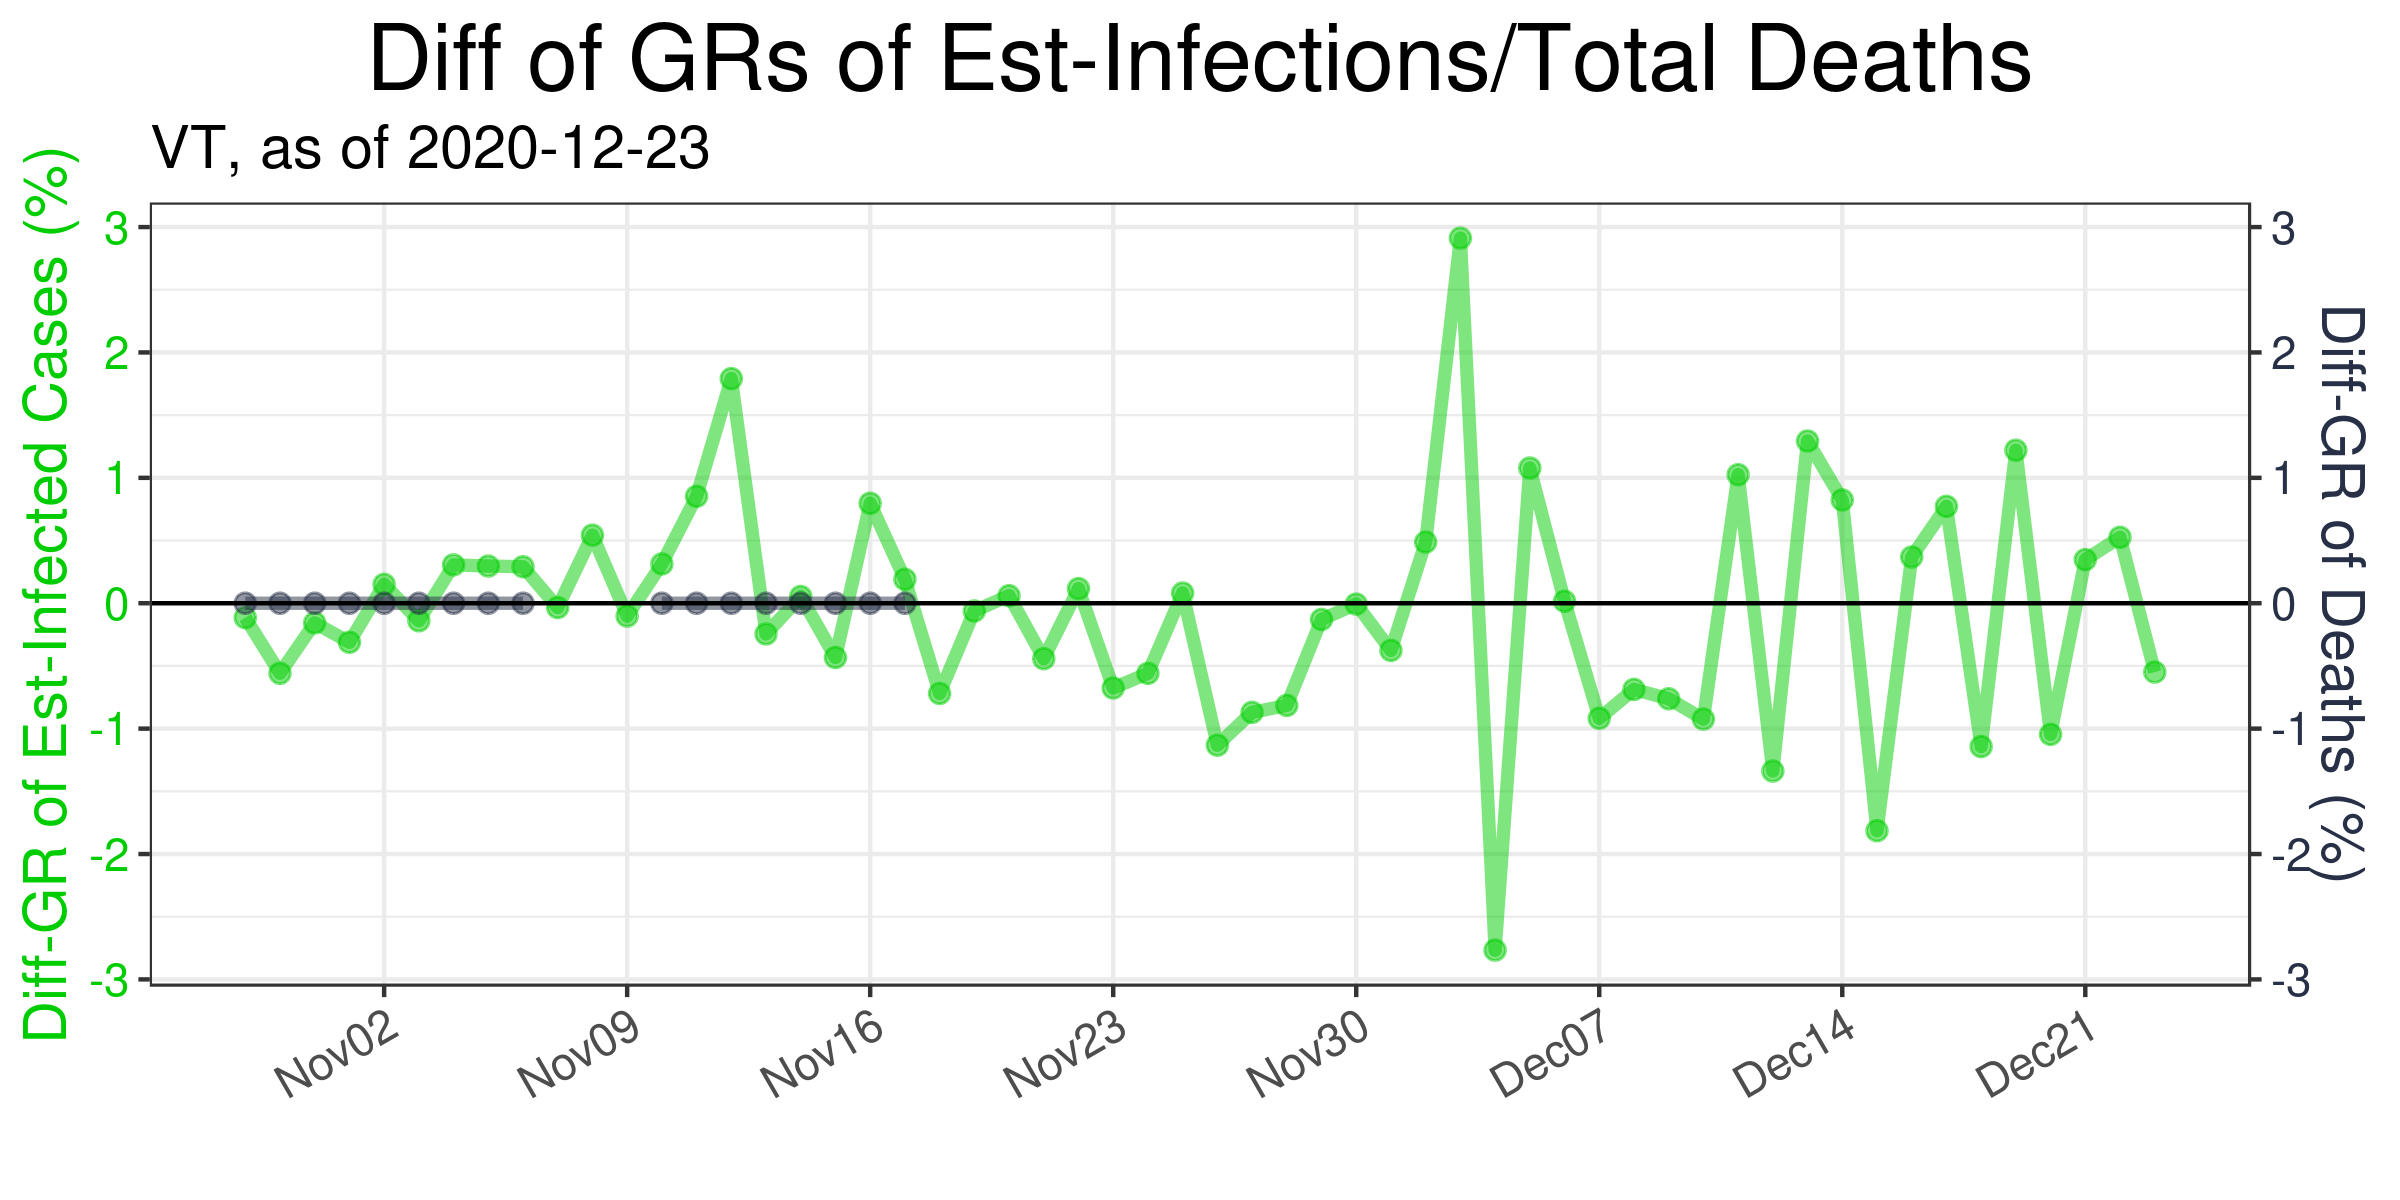 Diff of GRs of Est-Infections/Total Deaths
VT, as of 2020-12-23
Diff-GR of Est-Infected Cases (%)
3
2
1
0
-1
-2
-3
3
2
1
0
-1
-2
-3
Diff-GR of Deaths (%)
Nov02
Nov09
Nov16
Nov23
Nov30
Dec07
Dec14
Dec21